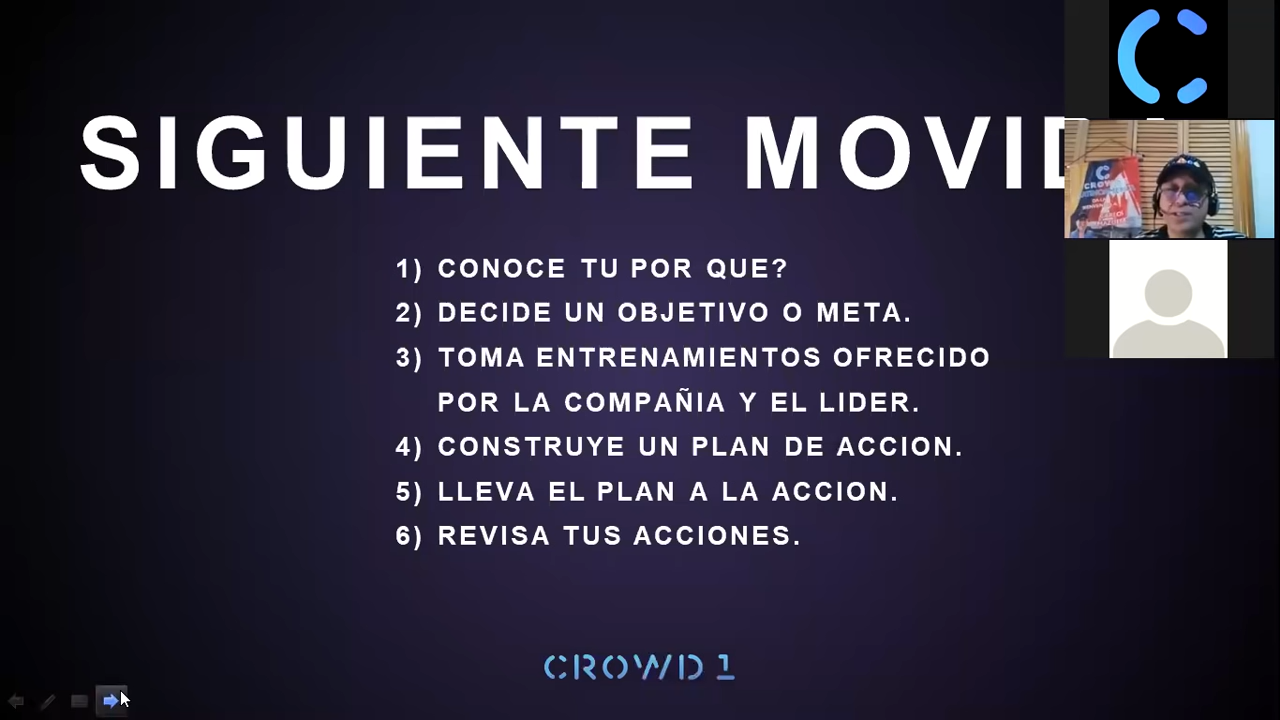 SIGUIENTE MOVID
1) CONOCE TU POR QUE?
2) DECIDE UN OBJETIVO O META.
3) TOMA ENTRENAMIENTOS OFRECIDO
POR LA COMPAÑIA Y EL LIDER.
4) CONSTRUYE UN PLAN DE ACCION.
5) LLEVA EL PLAN A LA ACCION.
6) REVISA TUS ACCIONES.
CROWD 1